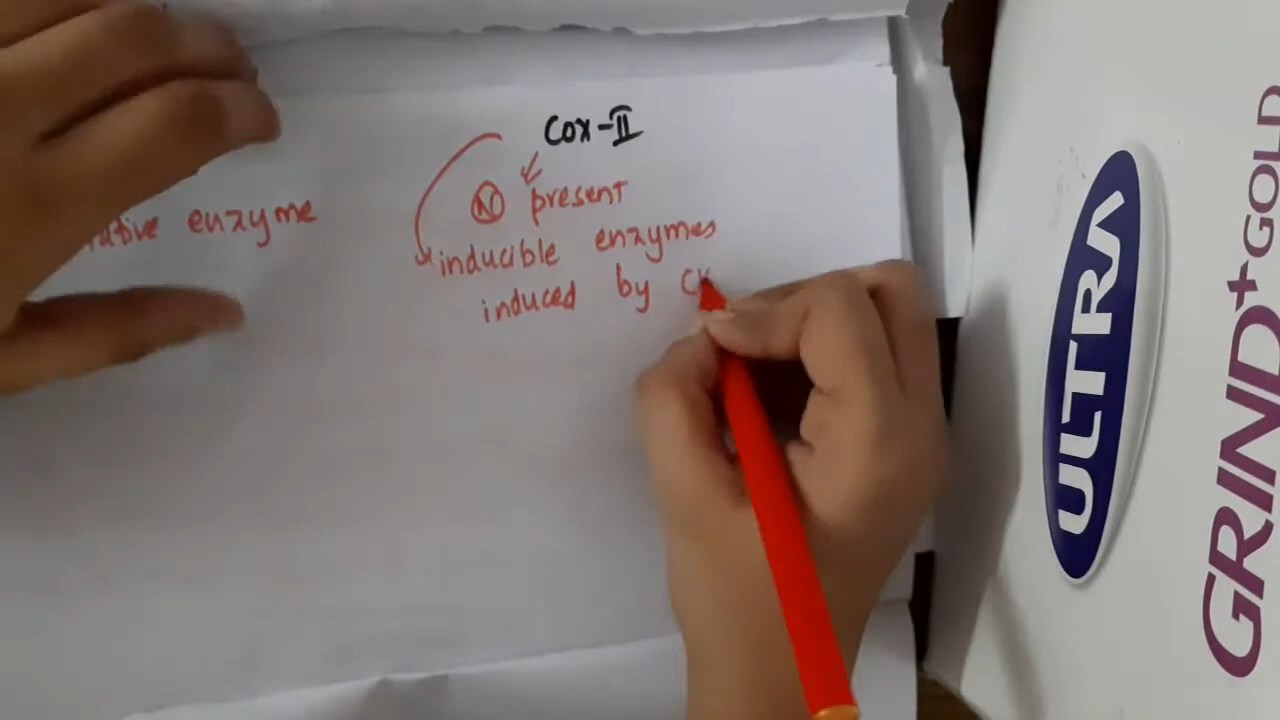 Cox-II
N present
enzyme
inducible enzymes
induced by
ULTRA
GRIND+GOLD